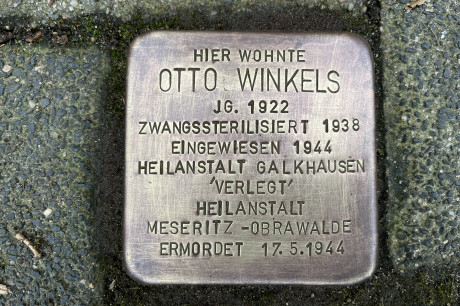 HIER WOHNTE
OTTO WINKELS
JG. 1922
ZWANGSSTERILISIERT 1938
EINGEWIESEN 1944
HEILANSTALT GALKHAUSEN
'VERLEGT'
HEILANSTALT
MESERITZ-OBRAWALDE
ERMORDET 17.5.1944